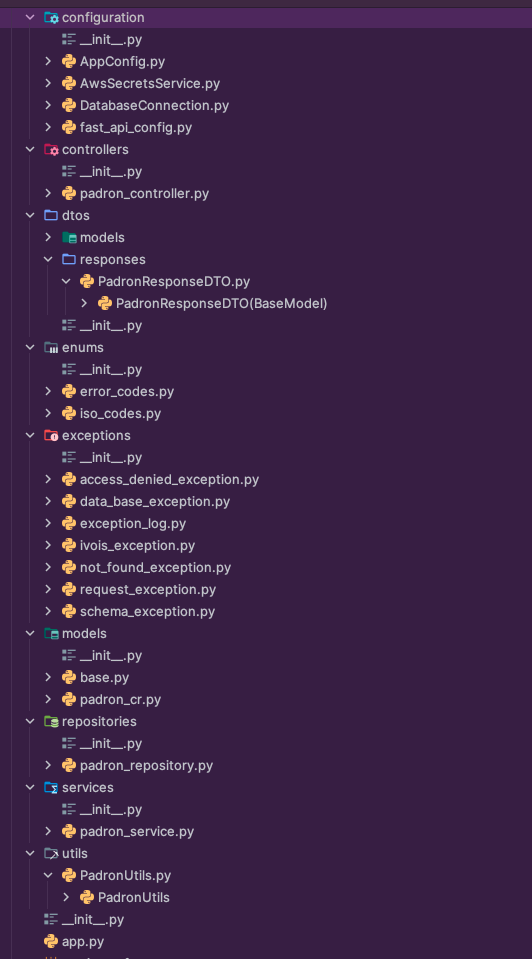 configuration
__init__.py
AppConfig.py
AwsSecretsService.py
DatabaseConnection.py
fast_api_config.py
controllers
__init__.py
padron_controller.py
dtos
models
responses
PadronResponseDTO.py
PadronResponseDTO(BaseModel)
__init__.py
enums
__init__.py
error_codes.py
iso_codes.py
exceptions
__init__.py
access_denied_exception.py
data_base_exception.py
exception_log.py
ivois_exception.py
not_found_exception.py
request_exception.py
schema_exception.py
models
__init__.py
base.py
padron_cr.py
repositories
__init__.py
padron_repository.py
services
__init__.py
padron_service.py
utils
PadronUtils.py
PadronUtils
__init__.py
app.py